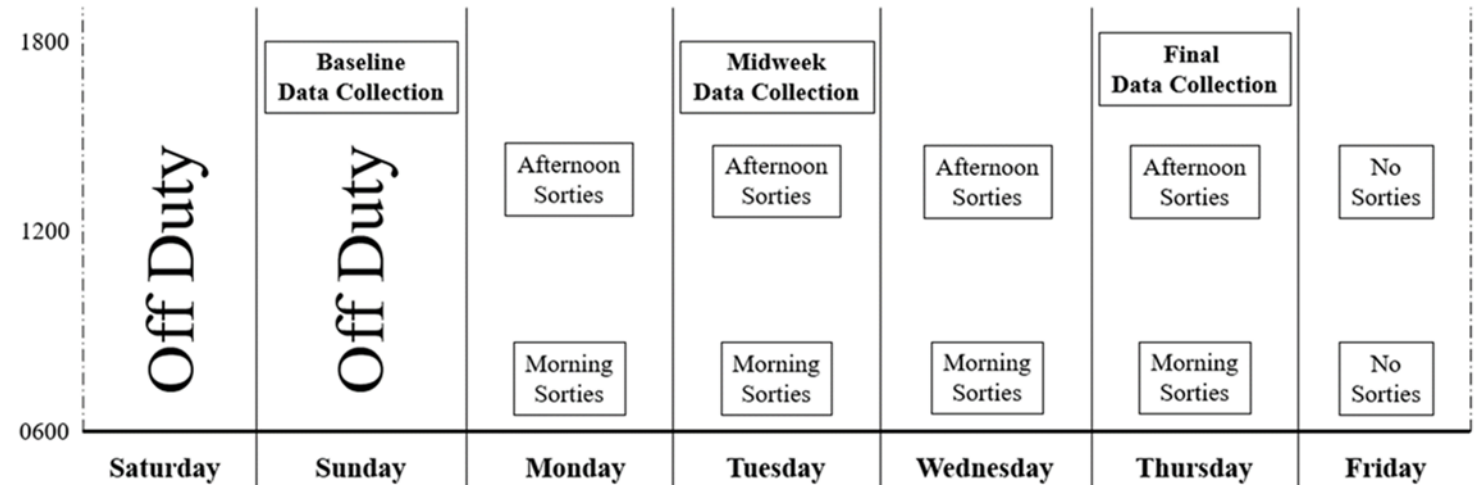 1800
Baseline
Data Collection
Midweek
Data Collection
Final
Data Collection
Off Duty
Off Duty
Afternoon
Sorties
Afternoon
Sorties
Afternoon
Sorties
Afternoon
Sorties
No
Sorties
1200
Morning
Sorties
Morning
Sorties
Morning
Sorties
Morning
Sorties
No
Sorties
0600
Saturday
Sunday
Monday
Tuesday
Wednesday
Thursday
Friday